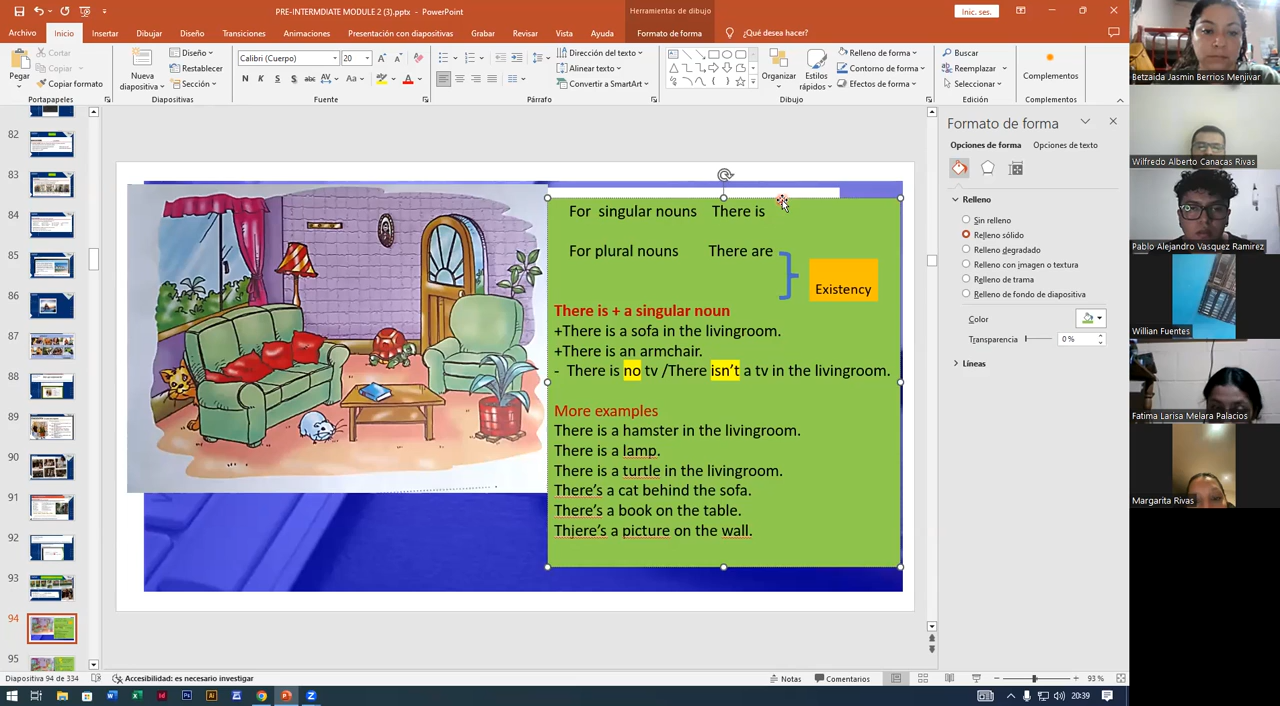 PRE-INTERMDIATE MODULE 2 (3).pptx - PowerPoint
Herramientas de dibujo
Inic. ses.
Archivo
Inicio
Insertar
Dibujar
Diseño
Transiciones
Animaciones
Presentación con diapositivas
Grabar
Revisar
Vista
Ayuda
Formato de forma
¿Qué desea hacer?
Pegar
Cortar
Copiar
Copiar formato
Portapapeles
Nueva diapositiva
Diseño
Restablecer
Sección
Diapositivas
Calibri (Cuerpo)
20
N K S S abc AV Aa
Fuente
Párrafo
Dirección del texto
Alinear texto
Convertir a SmartArt
Organizar
Estilos rápidos
Dibujo
Relleno de forma
Contorno de forma
Efectos de forma
Buscar
Reemplazar
Seleccionar
Edición
Complementos
Complementos
82
83
84
85
86
87
88
89
90
91
92
93
94
95
For singular nouns There is
For plural nouns There are
Existency
There is + a singular noun
+There is a sofa in the livingroom.
+There is an armchair.
- There is no tv /There isn't a tv in the livingroom.
More examples
There is a hamster in the livingroom.
There is a lamp.
There is a turtle in the livingroom.
There's a cat behind the sofa.
There's a book on the table.
Thjere's a picture on the wall.
Formato de forma
Opciones de forma
Opciones de texto
Relleno
Sin relleno
Relleno sólido
Relleno degradado
Relleno con imagen o textura
Relleno de trama
Relleno de fondo de diapositiva
Color
Transparencia
0 %
Líneas
Betzaida Jasmin Berrios Menjivar
Wilfredo Alberto Canacas Rivas
Pablo Alejandro Vasquez Ramirez
Willian Fuentes
Fatima Larisa Melara Palacios
Margarita Rivas
Diapositiva 94 de 334
Accesibilidad: es necesario investigar
Notas
Comentarios
93 %
20:39